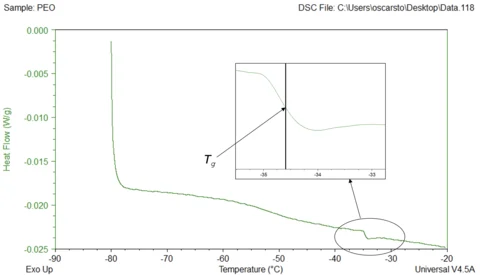 Sample: PEO
DSC File: C:\Users\oscarsto\Desktop\Data.118
0.000
-0.005
-0.010
-0.015
-0.020
-0.025
Heat Flow (W/g)
Tg
-35
-34
-33
-90
-80
-70
-60
-50
-40
-30
-20
Exo Up
Temperature (°C)
Universal V4.5A